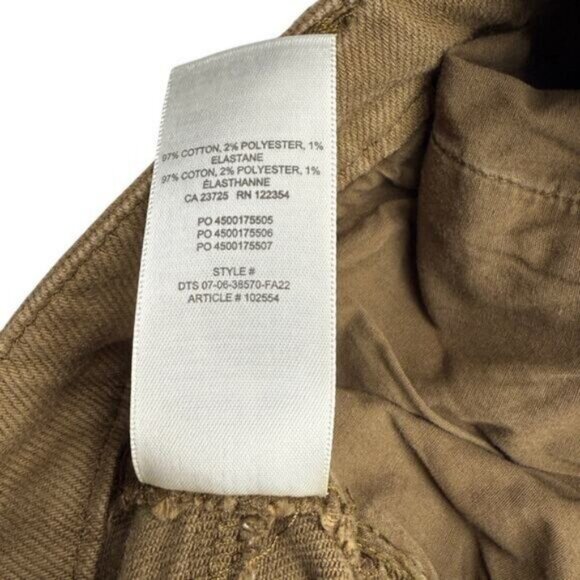 97% COTTON, 2% POLYESTER, 1%
ELASTANE
97% COTON, 2% POLYESTER, 1%
ÉLASTHANNE
CA 23725 RN 122354
PO 4500175505
PO 4500175506
PO 4500175507
STYLE #
DTS 07-06-38570-FA22
ARTICLE # 102554